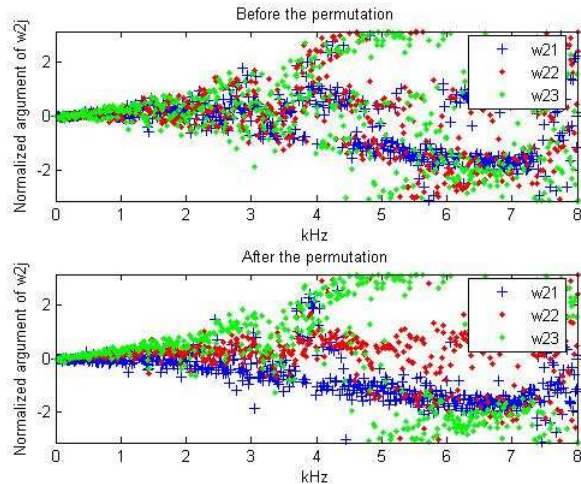 Before the permutation
Normalized argument of w2j
2
0
-2
w21
w22
w23
0 1 2 3 4 5 6 7 8
kHz
After the permutation
Normalized argument of w2j
2
0
-2
w21
w22
w23
0 1 2 3 4 5 6 7 8
kHz